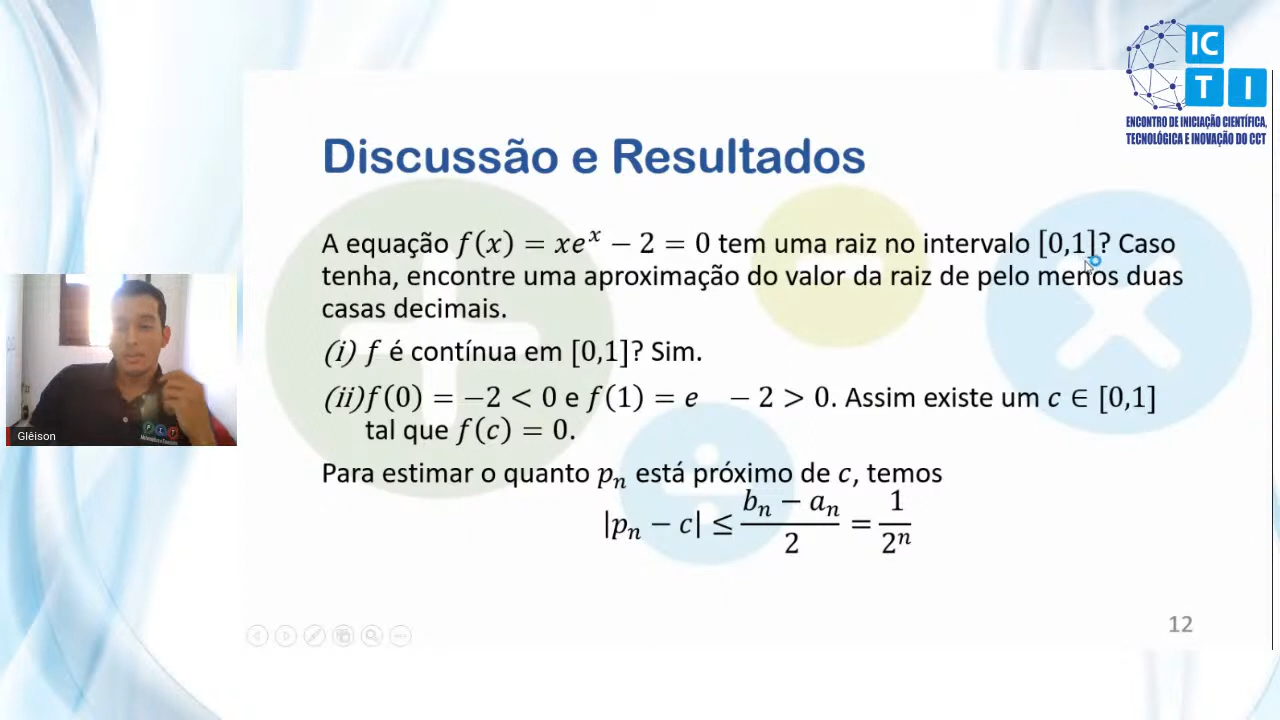 IC
T I
ENCONTRO DE INICIAÇÃO CIENTÍFICA,
TECNOLÓGICA E INOVAÇÃO DO CCT
Discussão e Resultados
A equação f(x) = xe^x − 2 = 0 tem uma raiz no intervalo [0,1]? Caso
tenha, encontre uma aproximação do valor da raiz de pelo menos duas
casas decimais.
(i) f é contínua em [0,1]? Sim.
(ii) f(0) = −2 < 0 e f(1) = e − 2 > 0. Assim existe um c ∈ [0,1]
tal que f(c) = 0.
Para estimar o quanto p_n está próximo de c, temos
|p_n − c| ≤ (b_n − a_n)/2 = 1/2^n
Gleison
12